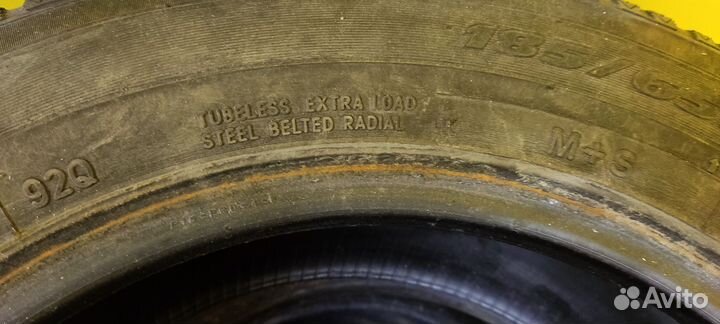 185/65
TUBELESS EXTRA LOAD
STEEL BELTED RADIAL
M+S
92Q
Avito